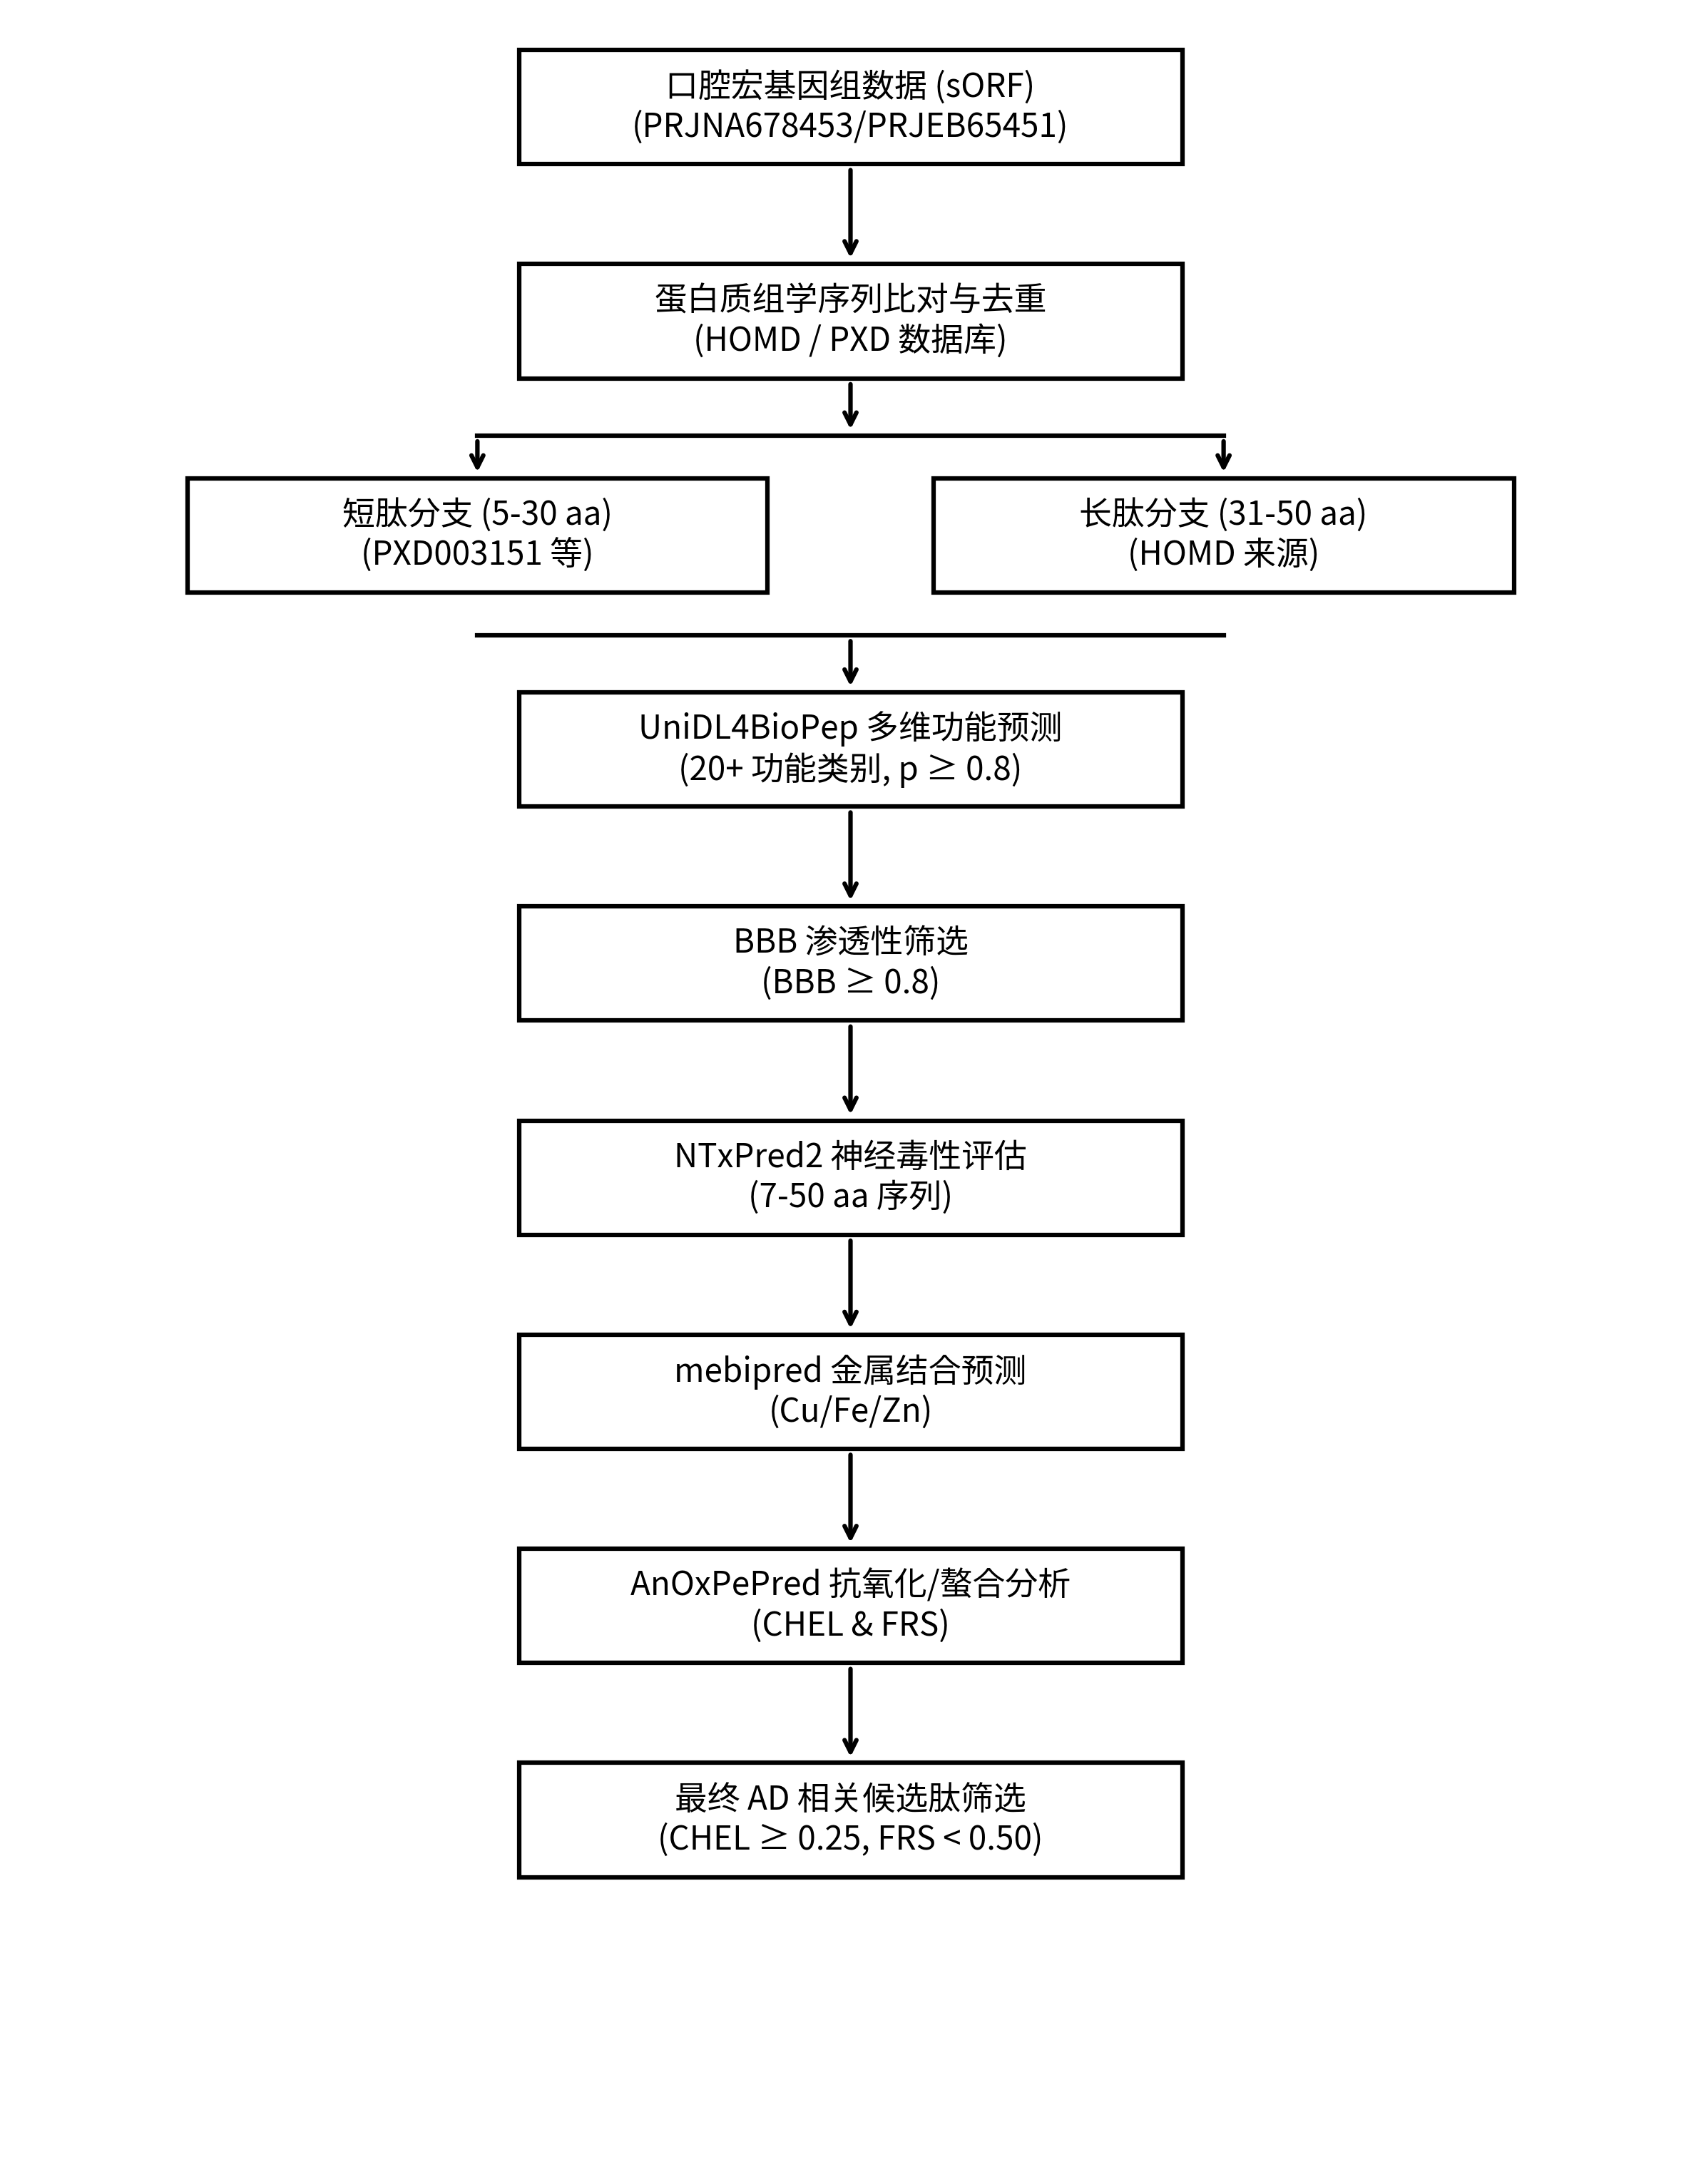 口腔宏基因组数据 (sORF)
(PRJNA678453/PRJEB65451)
蛋白质组学序列比对与去重
(HOMD / PXD 数据库)
短肽分支 (5-30 aa)
(PXD003151 等)
长肽分支 (31-50 aa)
(HOMD 来源)
UniDL4BioPep 多维功能预测
(20+ 功能类别, p ≥ 0.8)
BBB 渗透性筛选
(BBB ≥ 0.8)
NTxPred2 神经毒性评估
(7-50 aa 序列)
mebipred 金属结合预测
(Cu/Fe/Zn)
AnOxPePred 抗氧化/螯合分析
(CHEL & FRS)
最终 AD 相关候选肽筛选
(CHEL ≥ 0.25, FRS < 0.50)